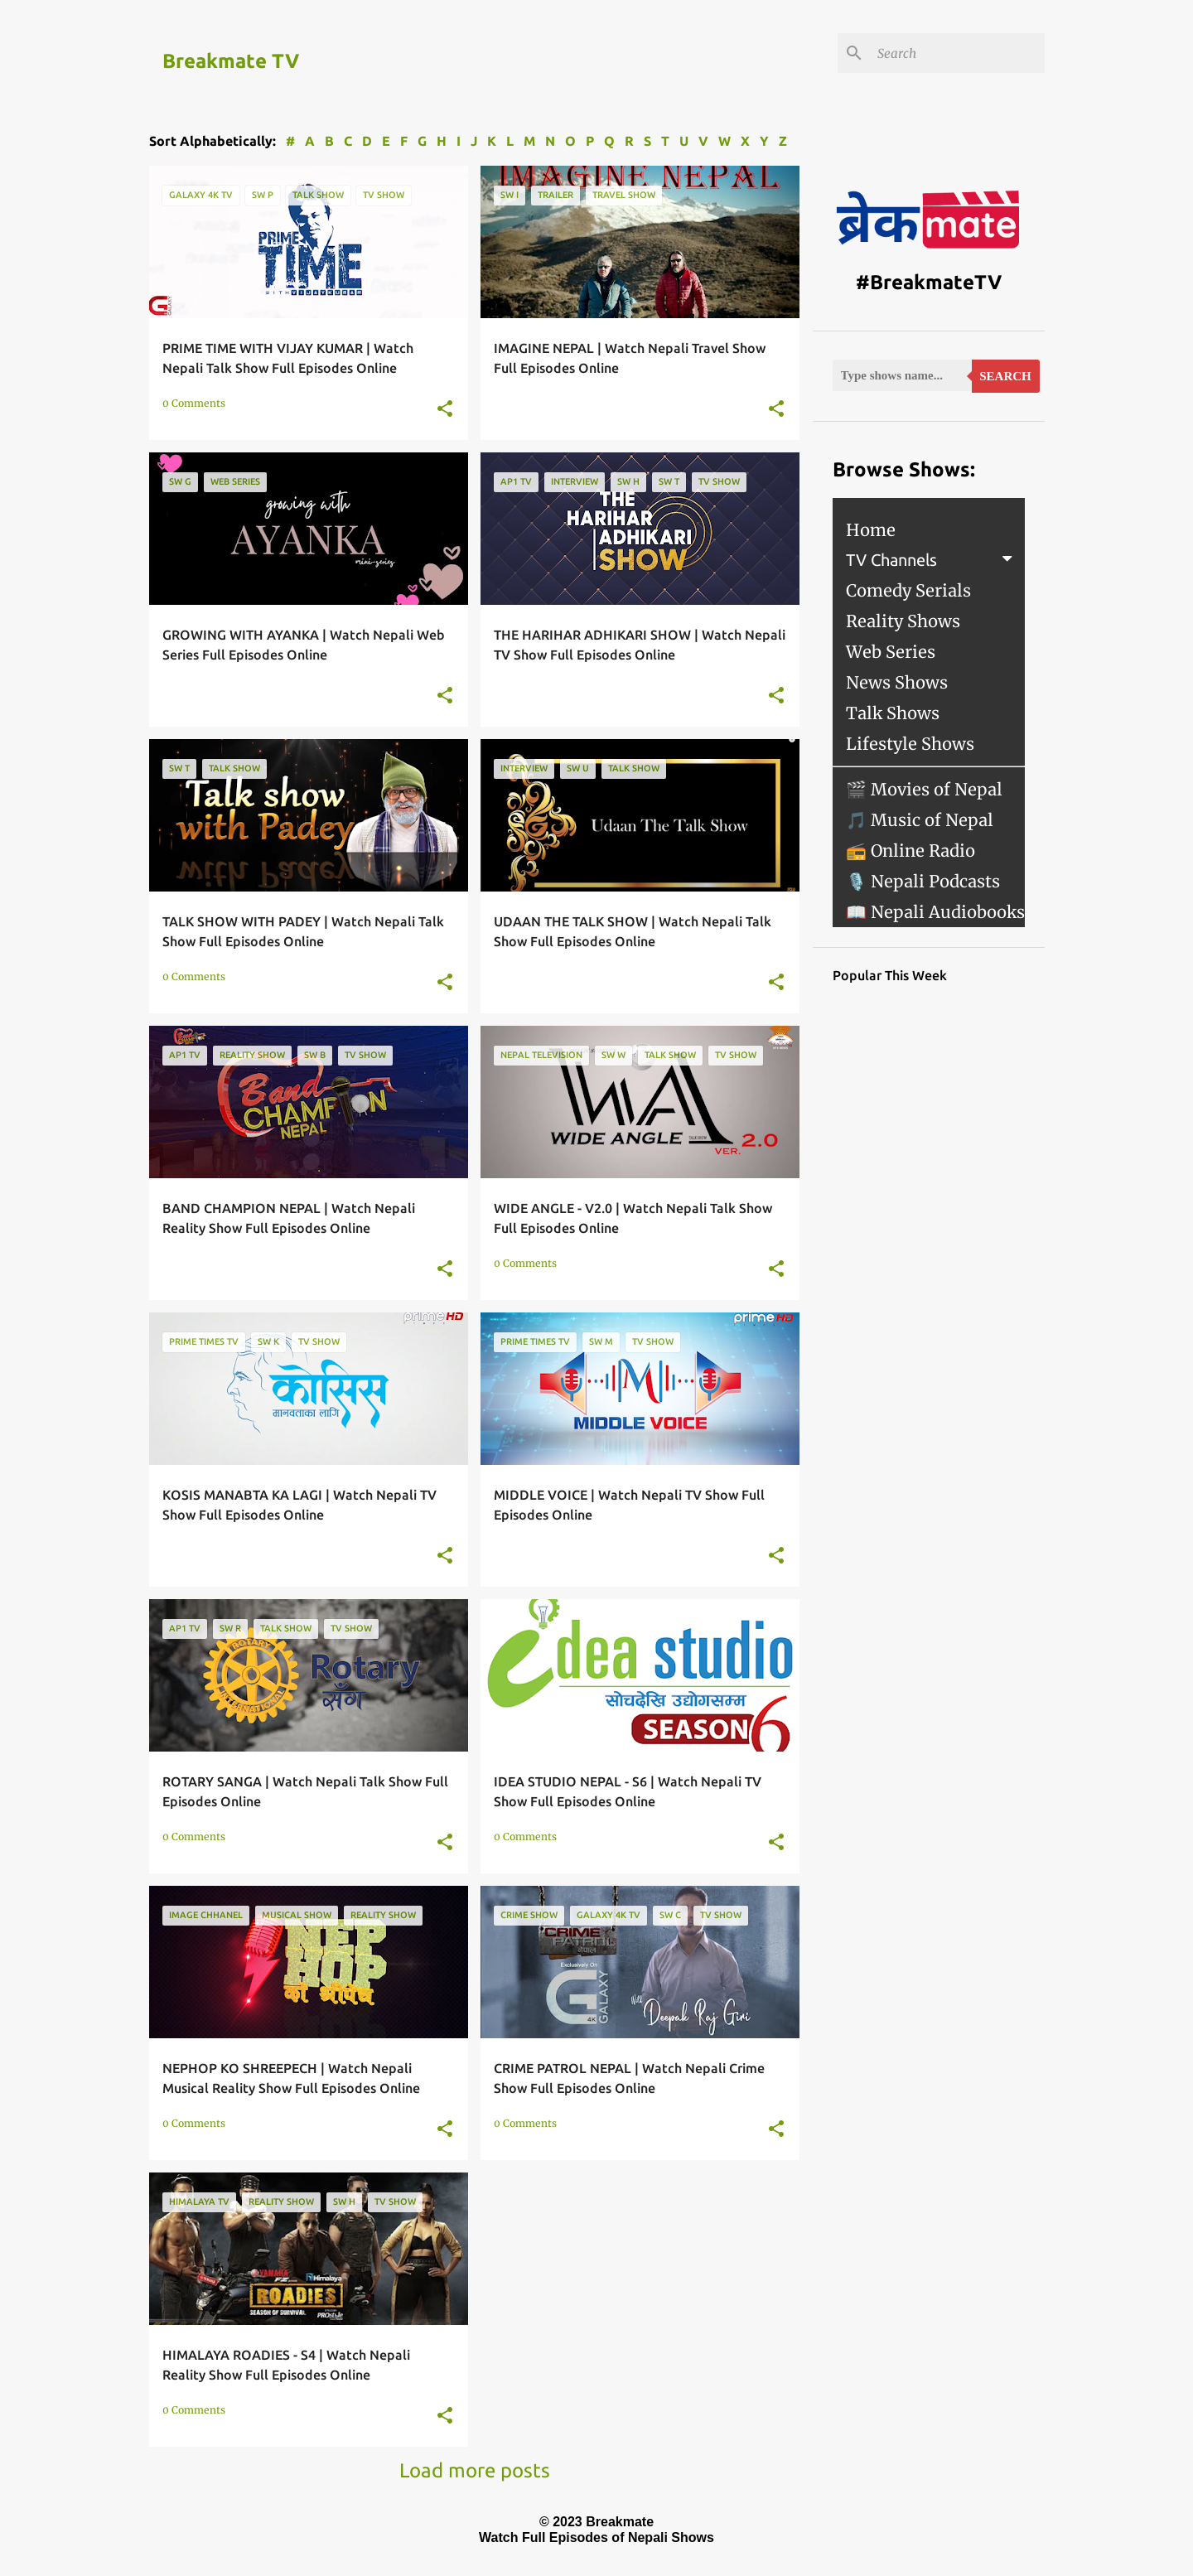 Breakmate TV
Search
Sort Alphabetically: # A B C D E F G H I J K L M N O P Q R S T U V W X Y Z
GALAXY 4K TV SW P TALK SHOW TV SHOW
PRIME
TIME
WITH VIJAY KUMAR
G GALAXY
PRIME TIME WITH VIJAY KUMAR | Watch
Nepali Talk Show Full Episodes Online
0 Comments
IMAGINE NEPAL
SW I TRAILER TRAVEL SHOW
IMAGINE NEPAL | Watch Nepali Travel Show
Full Episodes Online
SW G WEB SERIES
growing with
AYANKA
mini-series
GROWING WITH AYANKA | Watch Nepali Web
Series Full Episodes Online
AP1 TV INTERVIEW SW H SW T TV SHOW
THE
HARIHAR
ADHIKARI
SHOW
THE HARIHAR ADHIKARI SHOW | Watch Nepali
TV Show Full Episodes Online
SW T TALK SHOW
Talk show
with Padey
TALK SHOW WITH PADEY | Watch Nepali Talk
Show Full Episodes Online
0 Comments
INTERVIEW SW U TALK SHOW
Udaan The Talk Show
UDAAN THE TALK SHOW | Watch Nepali Talk
Show Full Episodes Online
AP1 TV REALITY SHOW SW B TV SHOW
Band
CHAMPION
NEPAL
BAND CHAMPION NEPAL | Watch Nepali
Reality Show Full Episodes Online
NEPAL TELEVISION SW W TALK SHOW TV SHOW
WA
WIDE ANGLE TALK SHOW
VER. 2.0
WIDE ANGLE - V2.0 | Watch Nepali Talk Show
Full Episodes Online
0 Comments
prime HD
PRIME TIMES TV SW K TV SHOW
कोसिस
मानवताका लागि
KOSIS MANABTA KA LAGI | Watch Nepali TV
Show Full Episodes Online
prime HD
PRIME TIMES TV SW M TV SHOW
M
MIDDLE VOICE
MIDDLE VOICE | Watch Nepali TV Show Full
Episodes Online
AP1 TV SW R TALK SHOW TV SHOW
ROTARY
INTERNATIONAL
Rotary
सँग
ROTARY SANGA | Watch Nepali Talk Show Full
Episodes Online
0 Comments
idea studio
सोचदेखि उद्योगसम्म
SEASON 6
IDEA STUDIO NEPAL - S6 | Watch Nepali TV
Show Full Episodes Online
0 Comments
IMAGE CHHANEL MUSICAL SHOW REALITY SHOW
NEP
HOP
को श्रीपेच
NEPHOP KO SHREEPECH | Watch Nepali
Musical Reality Show Full Episodes Online
0 Comments
CRIME SHOW GALAXY 4K TV SW C TV SHOW
CRIME
PATROL
Exclusively On
G 4K GALAXY
With Deepak Raj Giri
CRIME PATROL NEPAL | Watch Nepali Crime
Show Full Episodes Online
0 Comments
HIMALAYA TV REALITY SHOW SW H TV SHOW
YAMAHA
FZ Himalaya
ROADIES
SEASON OF SURVIVAL PROstyle
HIMALAYA ROADIES - S4 | Watch Nepali
Reality Show Full Episodes Online
0 Comments
Load more posts
ब्रेक mate
#BreakmateTV
Type shows name... SEARCH
Browse Shows:
Home
TV Channels
Comedy Serials
Reality Shows
Web Series
News Shows
Talk Shows
Lifestyle Shows
🎬 Movies of Nepal
🎵 Music of Nepal
📻 Online Radio
🎙️ Nepali Podcasts
📖 Nepali Audiobooks
Popular This Week
© 2023 Breakmate
Watch Full Episodes of Nepali Shows